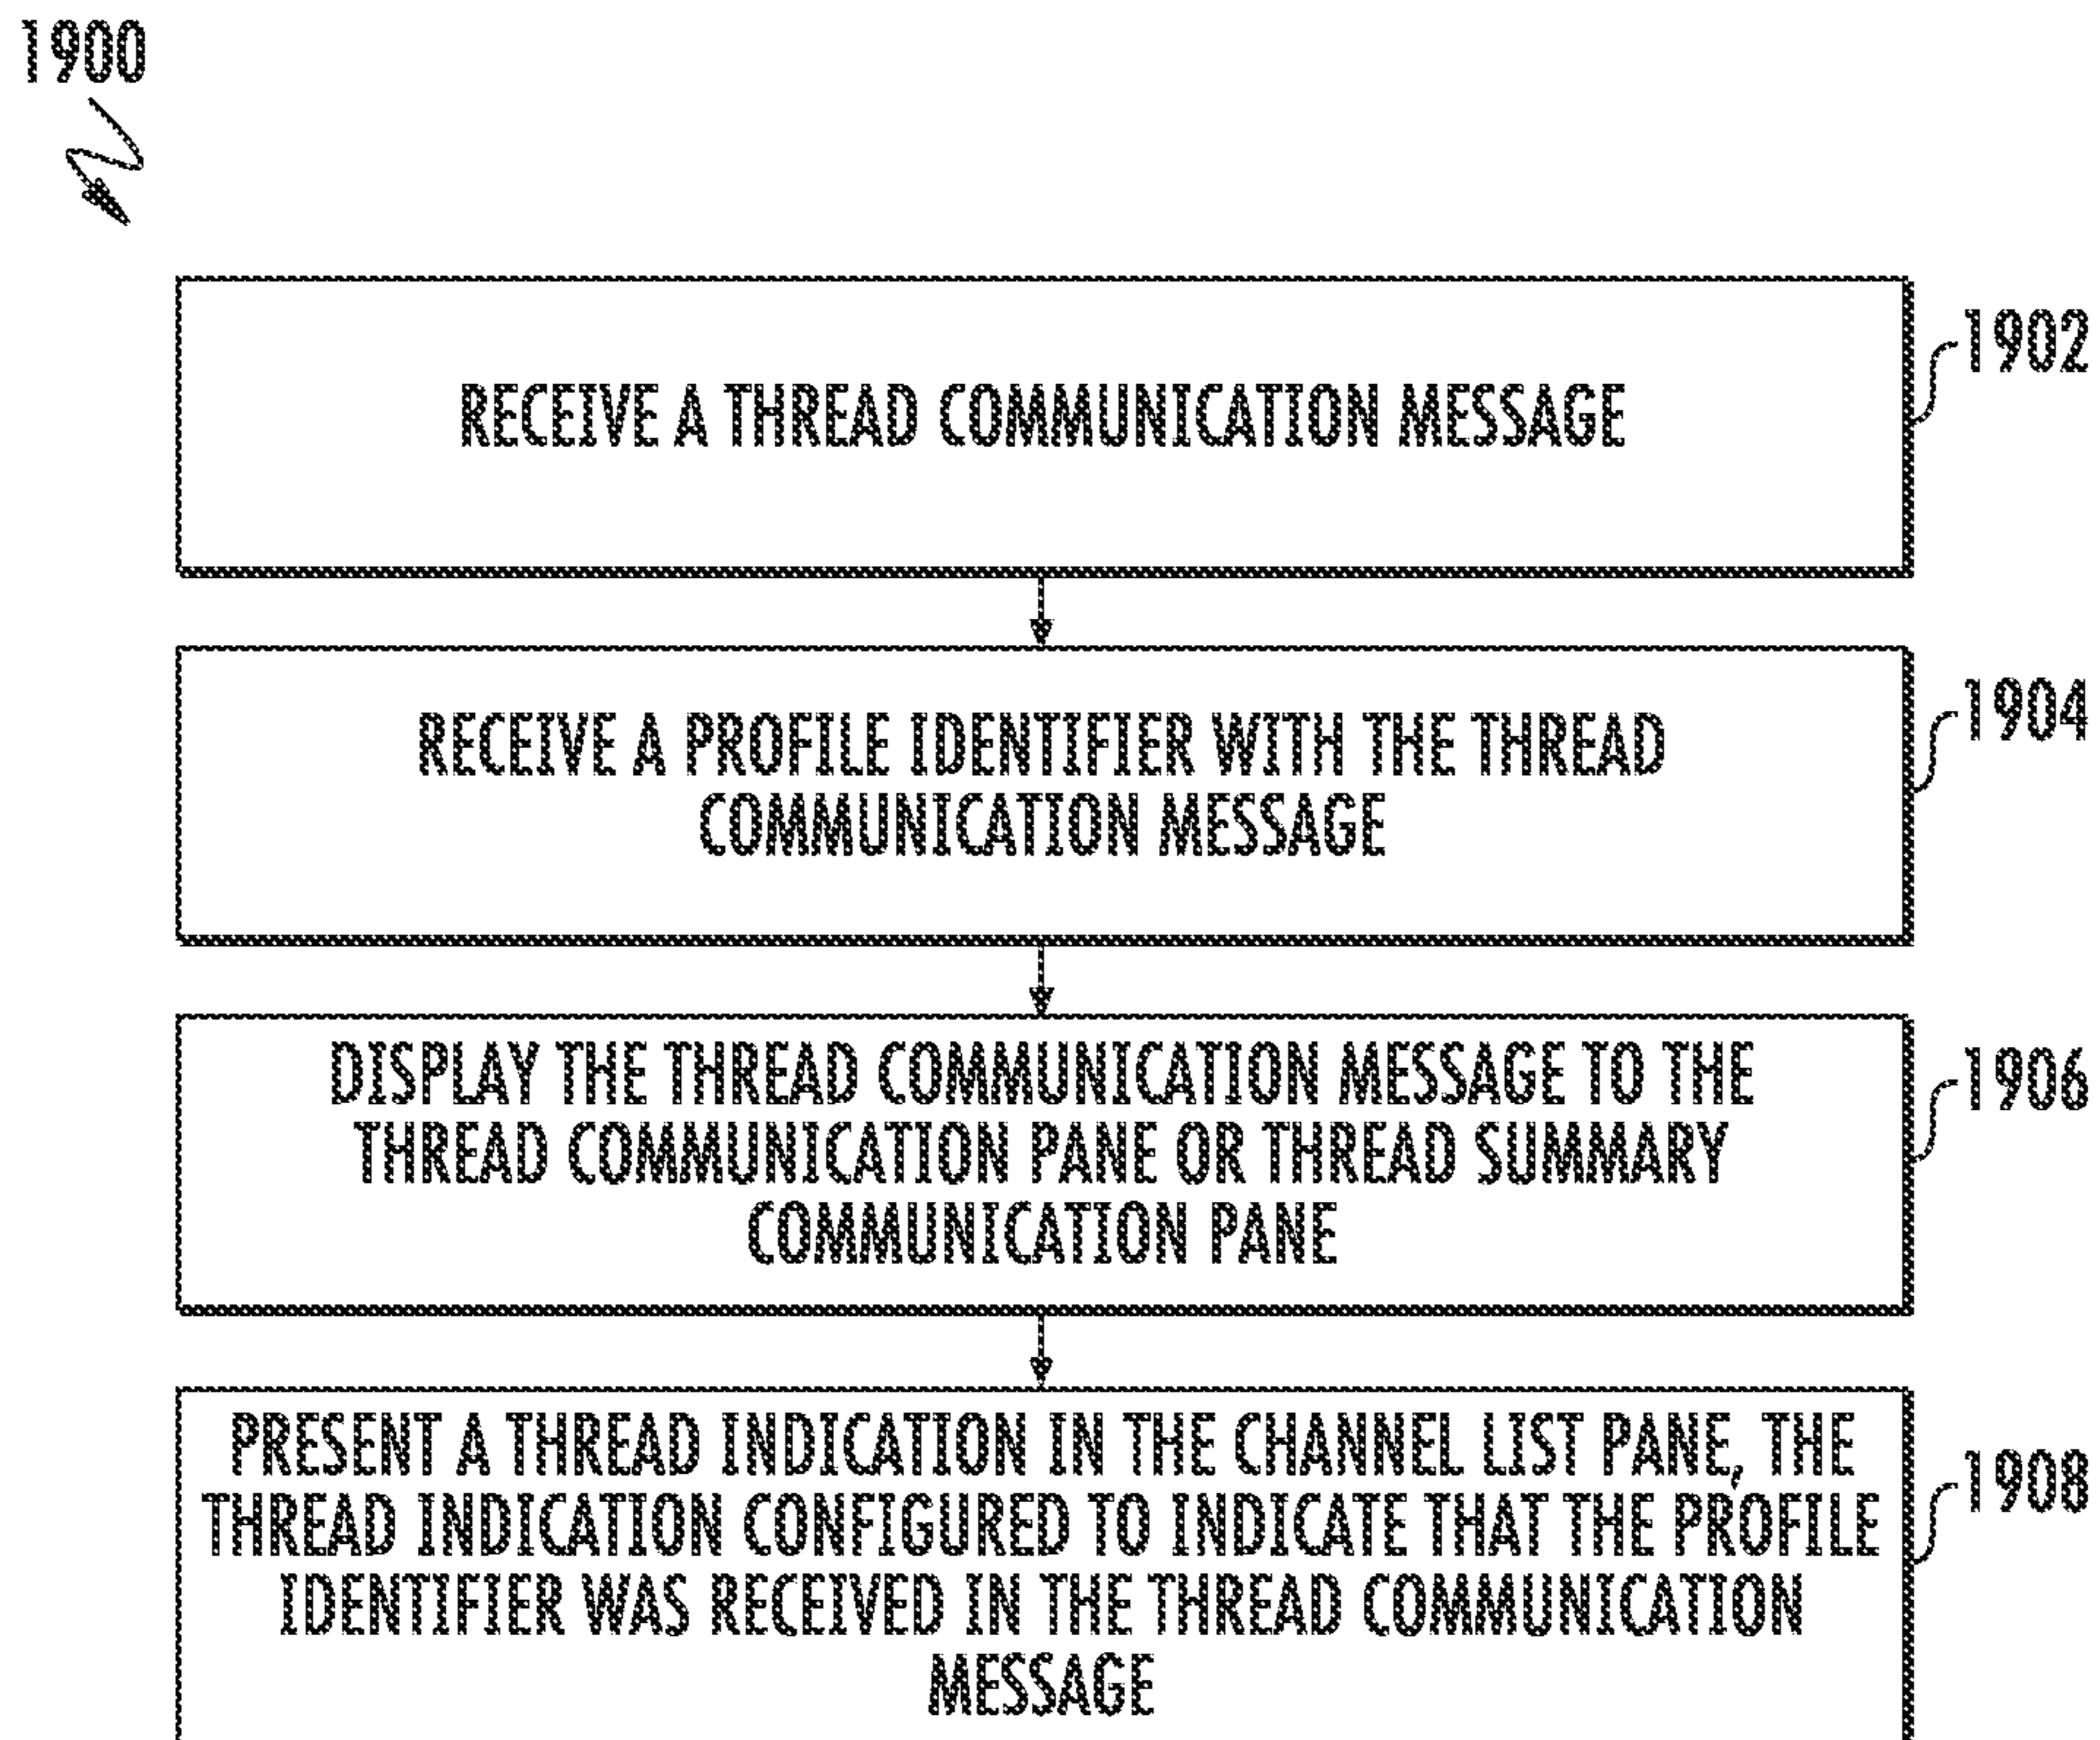 1900
RECEIVE A THREAD COMMUNICATION MESSAGE
1902
RECEIVE A PROFILE IDENTIFIER WITH THE THREAD
COMMUNICATION MESSAGE
1904
DISPLAY THE THREAD COMMUNICATION MESSAGE TO THE
THREAD COMMUNICATION PANE OR THREAD SUMMARY
COMMUNICATION PANE
1906
PRESENT A THREAD INDICATION IN THE CHANNEL LIST PANE, THE
THREAD INDICATION CONFIGURED TO INDICATE THAT THE PROFILE
IDENTIFIER WAS RECEIVED IN THE THREAD COMMUNICATION
MESSAGE
1908